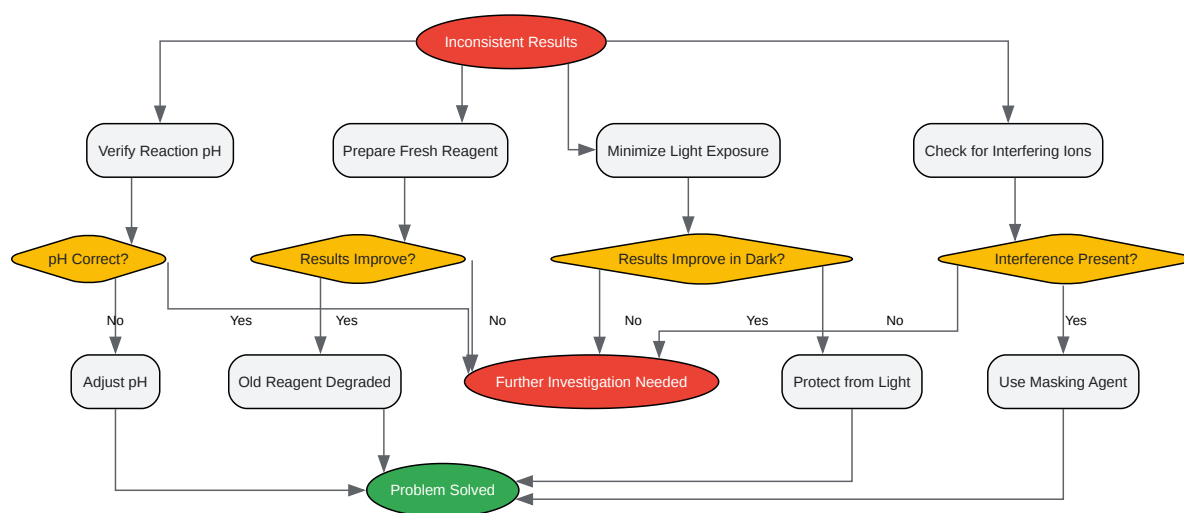 Inconsistent Results
Verify Reaction pH
Prepare Fresh Reagent
Minimize Light Exposure
Check for Interfering Ions
pH Correct?
Results Improve?
Results Improve in Dark?
Interference Present?
No
Yes
Yes
No
No
Yes
No
Yes
Adjust pH
Old Reagent Degraded
Further Investigation Needed
Protect from Light
Use Masking Agent
Problem Solved